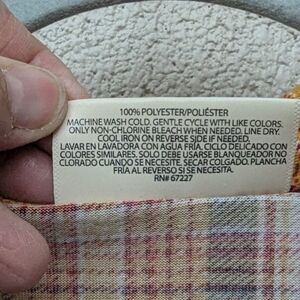 100% POLYESTER/POLIÉSTER
MACHINE WASH COLD. GENTLE CYCLE WITH LIKE COLORS.
ONLY NON-CHLORINE BLEACH WHEN NEEDED. LINE DRY.
COOL IRON ON REVERSE SIDE IF NEEDED.
LAVAR EN LAVADORA CON AGUA FRÍA. CICLO DELICADO CON
COLORES SIMILARES. SOLO DEBE USARSE BLANQUEADOR NO
CLORADO CUANDO SE NECESITE. SECAR COLGADO. PLANCHA
FRÍA AL REVERSO SI SE NECESITA.
RN# 67227